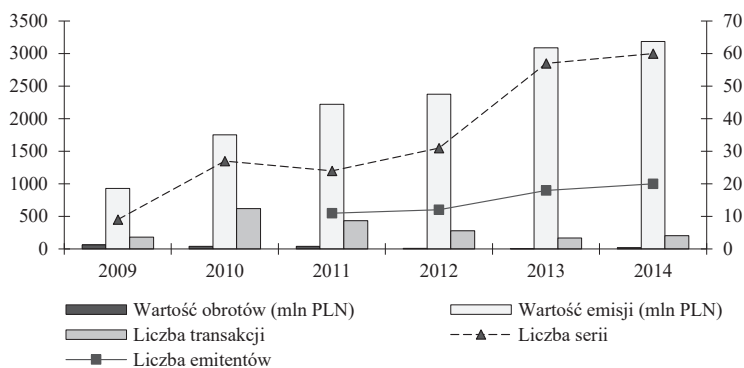 3500 70
3000 60
2500 50
2000 40
1500 30
1000 20
500 10
0 0
2009 2010 2011 2012 2013 2014
Wartość obrotów (mln PLN) Wartość emisji (mln PLN)
Liczba transakcji Liczba serii
Liczba emitentów